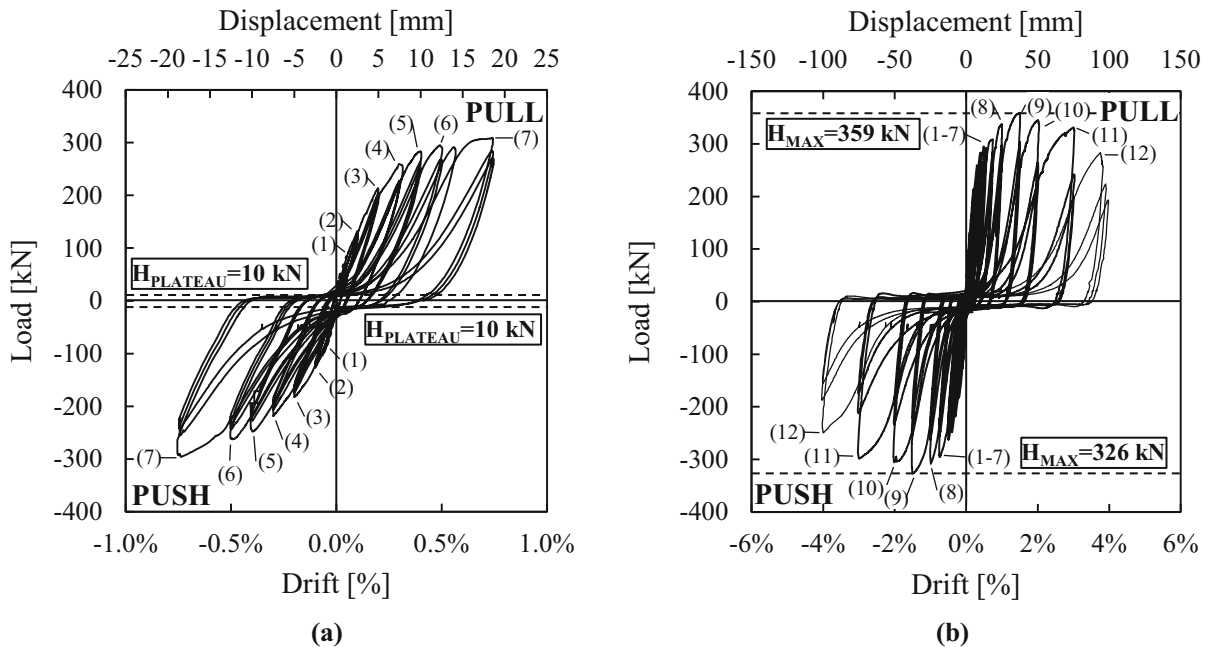 Displacement [mm]
-25 -20 -15 -10 -5 0 5 10 15 20 25
400
300
200
100
0
-100
-200
-300
-400
Load [kN]
PULL
(7)
(6)
(5)
(4)
(3)
(2)
(1)
H_PLATEAU=10 kN
H_PLATEAU=10 kN
(1)
(2)
(3)
(4)
(5)
(6)
(7)
PUSH
-1.0% -0.5% 0.0% 0.5% 1.0%
Drift [%]
(a)
Displacement [mm]
-150 -100 -50 0 50 100 150
400
300
200
100
0
-100
-200
-300
-400
Load [kN]
PULL
H_MAX=359 kN
(1-7)
(8)
(9)
(10)
(11)
(12)
(12)
(11)
(10)
(9)
(8)
(1-7)
H_MAX=326 kN
PUSH
-6% -4% -2% 0% 2% 4% 6%
Drift [%]
(b)